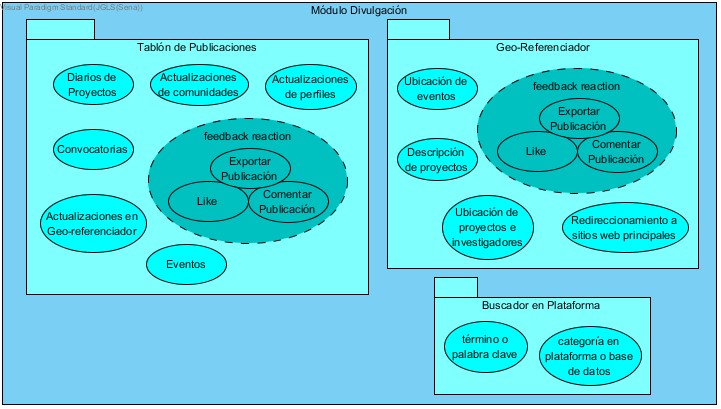 Visual Paradigm Standard(JGLS(Sena))
Módulo Divulgación
Tablón de Publicaciones
Diarios de
Proyectos
Actualizaciones
de comunidades
Actualizaciones
de perfiles
Convocatorias
feedback reaction
Exportar
Publicación
Like
Comentar
Publicación
Actualizaciones en
Geo-referenciador
Eventos
Geo-Referenciador
Ubicación de
eventos
feedback reaction
Exportar
Publicación
Like
Comentar
Publicación
Descripción
de proyectos
Ubicación de
proyectos e
investigadores
Redireccionamiento a
sitios web principales
Buscador en Plataforma
término o
palabra clave
categoría en
plataforma o base
de datos